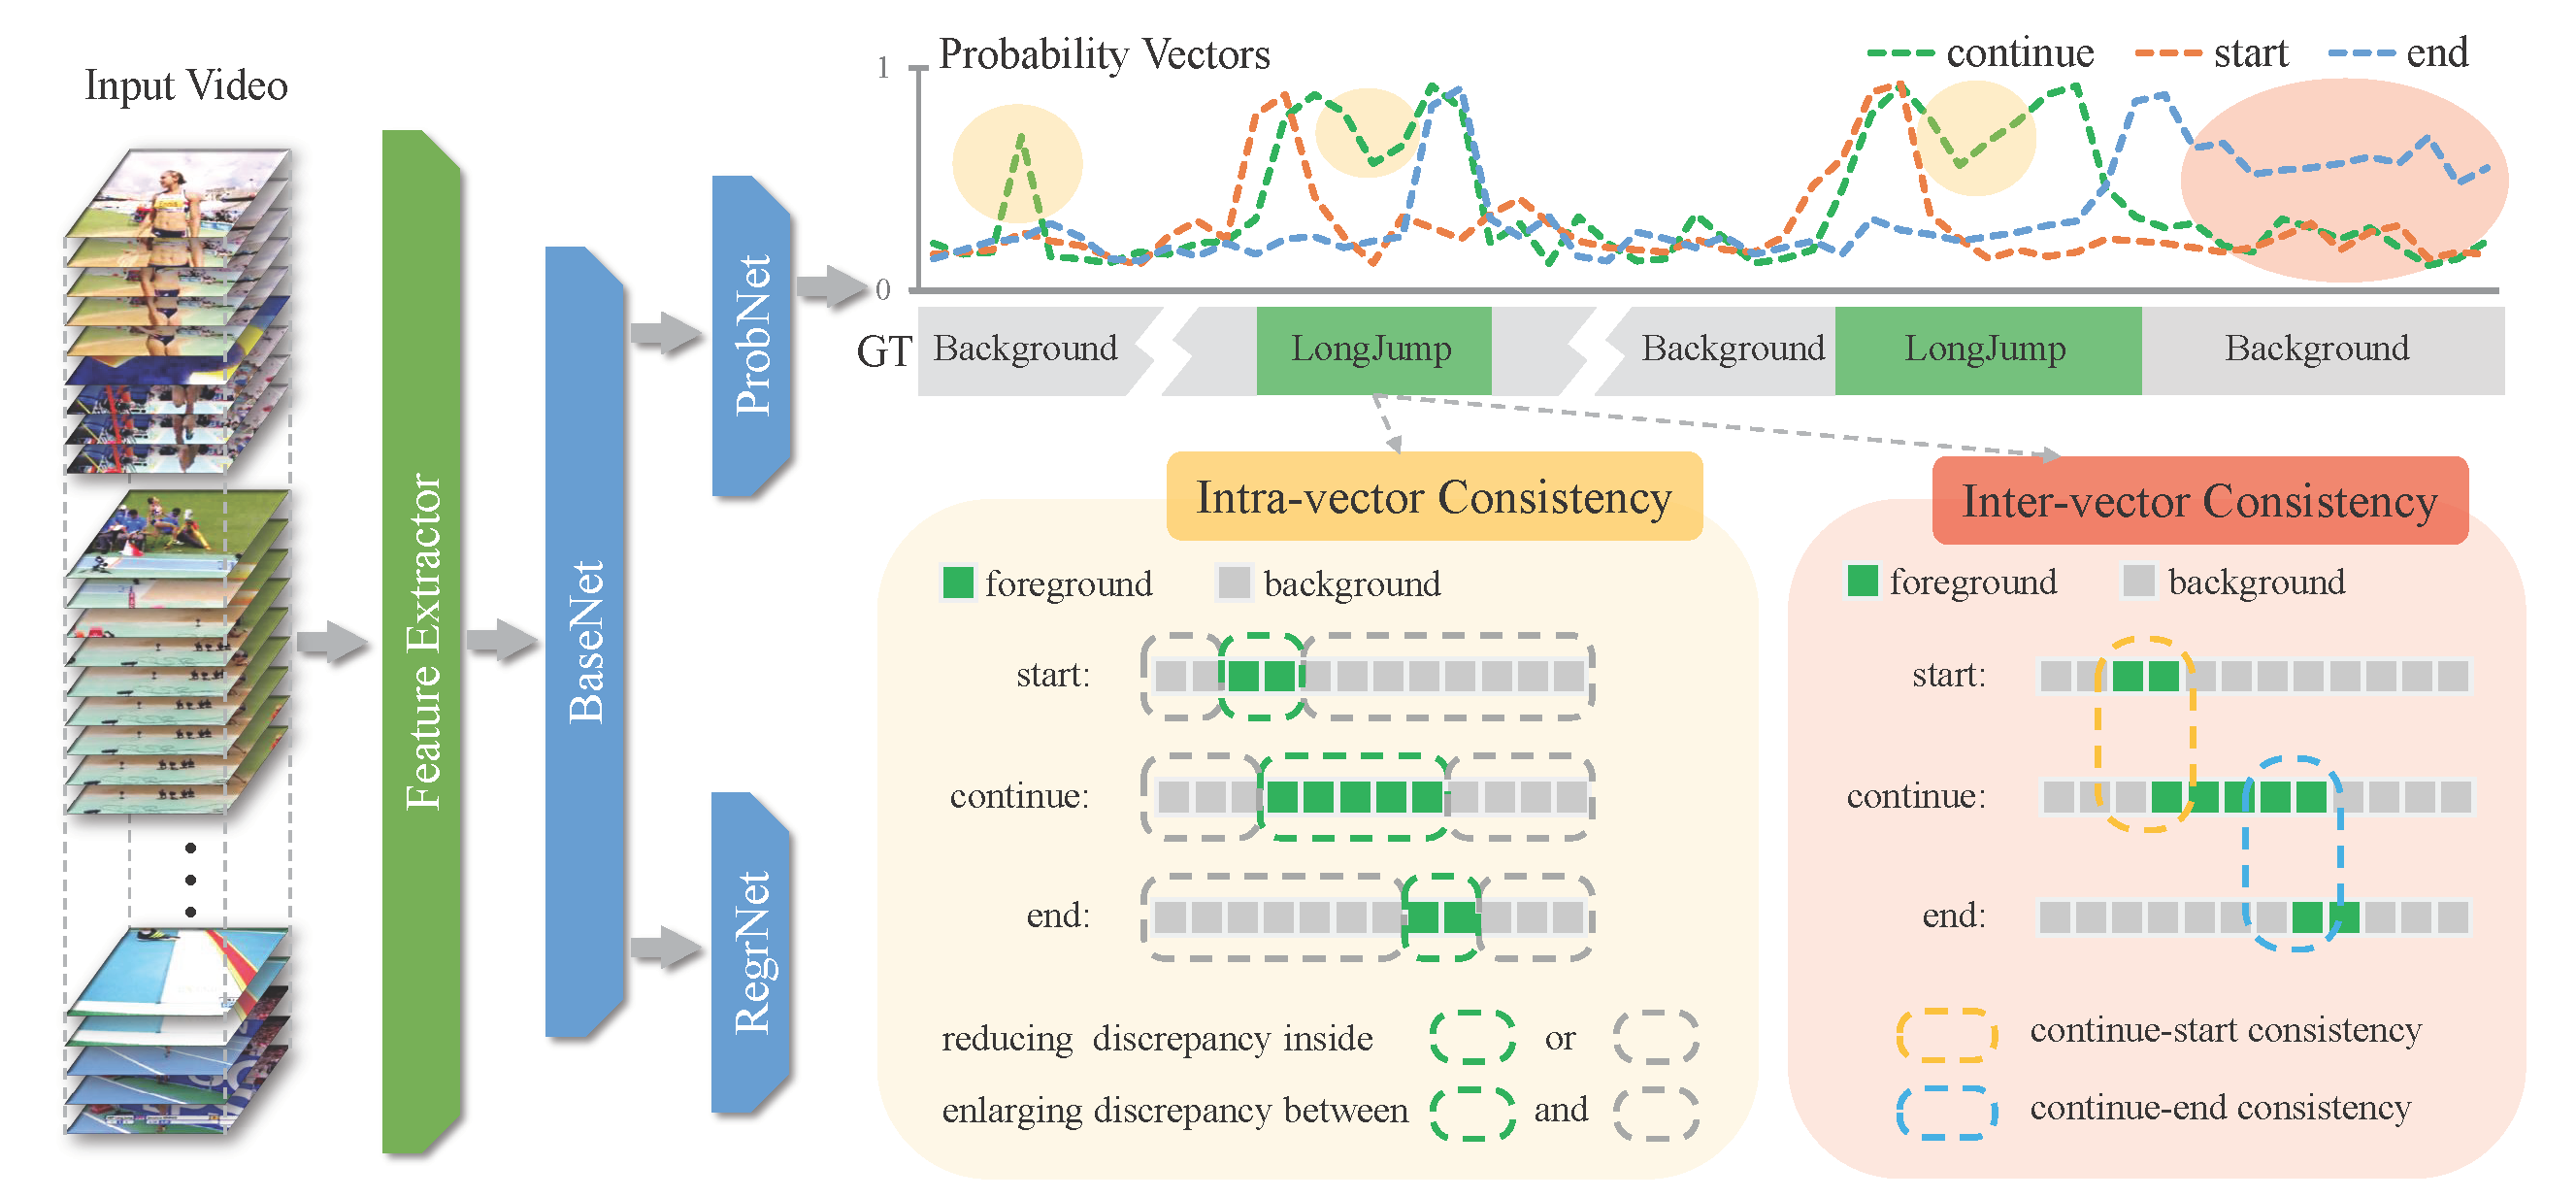 Input Video
Feature Extractor
BaseNet
ProbNet
RegrNet
Probability Vectors
continue
start
end
1
0
GT
Background
LongJump
Background
LongJump
Background
Intra-vector Consistency
foreground
background
start:
continue:
end:
reducing discrepancy inside or
enlarging discrepancy between and
Inter-vector Consistency
foreground
background
start:
continue:
end:
continue-start consistency
continue-end consistency